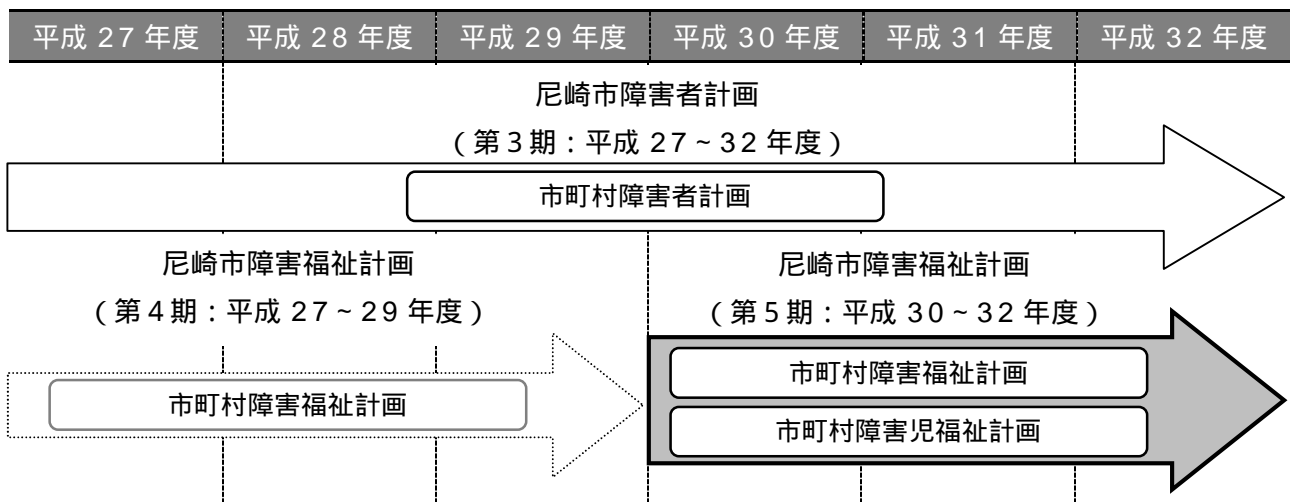 平成 27 年度 平成 28 年度 平成 29 年度 平成 30 年度 平成 31 年度 平成 32 年度
尼崎市障害者計画
（第３期：平成 27～32 年度）
市町村障害者計画
尼崎市障害福祉計画
（第４期：平成 27～29 年度）
市町村障害福祉計画
尼崎市障害福祉計画
（第５期：平成 30～32 年度）
市町村障害福祉計画
市町村障害児福祉計画